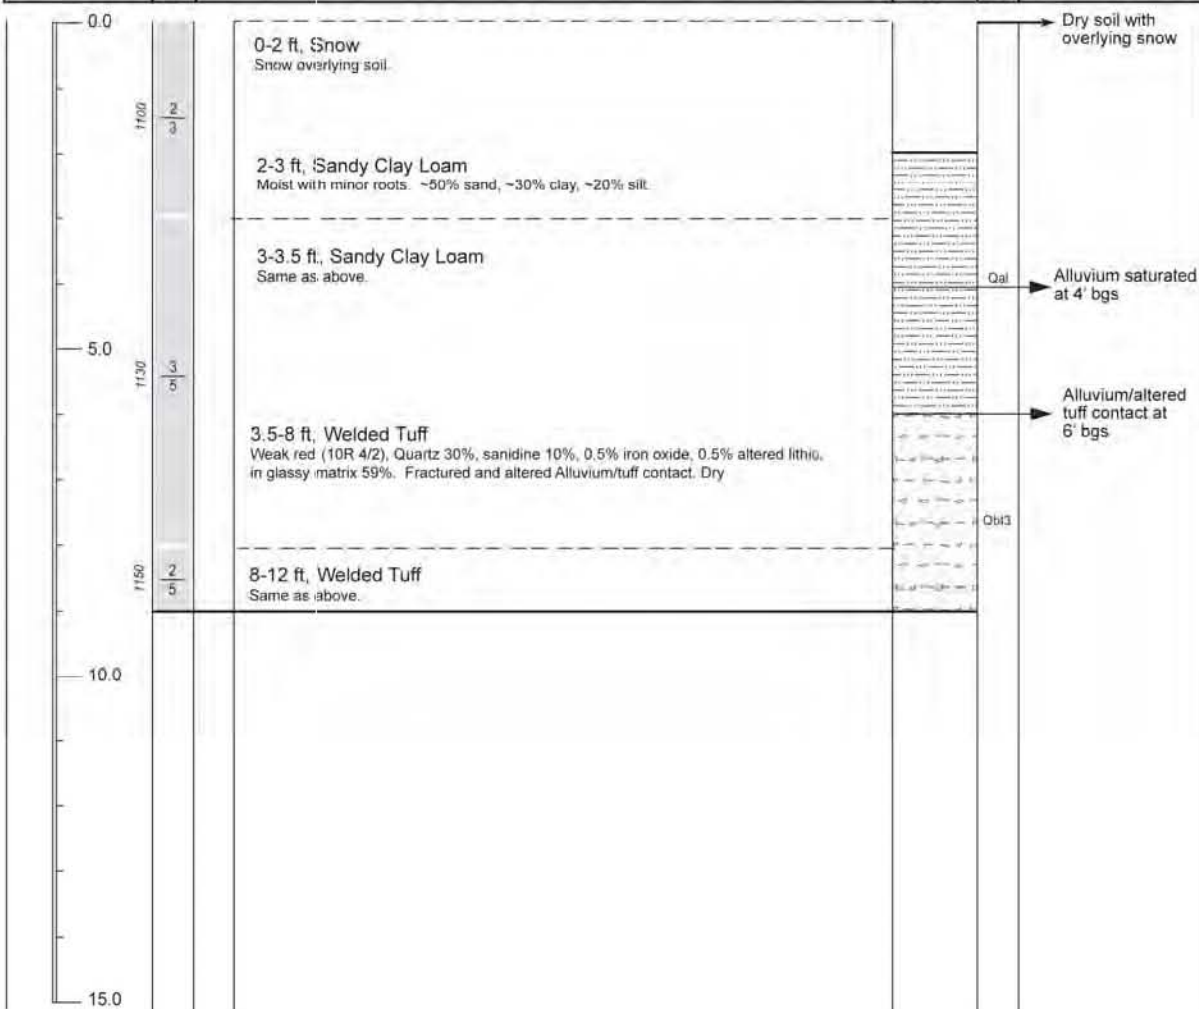 0.0
0-2 ft, Snow
Snow overlying soil.
Dry soil with
overlying snow
1100
2
3
2-3 ft, Sandy Clay Loam
Moist with minor roots. ~50% sand, ~30% clay, ~20% silt.
3-3.5 ft., Sandy Clay Loam
Same as above.
Qal
Alluvium saturated
at 4' bgs
5.0
1130
3
5
Alluvium/altered
tuff contact at
6' bgs
3.5-8 ft, Welded Tuff
Weak red (10R 4/2), Quartz 30%, sanidine 10%, 0.5% iron oxide, 0.5% altered lithic,
in glassy matrix 59%. Fractured and altered Alluvium/tuff contact. Dry
Qbt3
1150
2
5
8-12 ft, Welded Tuff
Same as above.
10.0
15.0